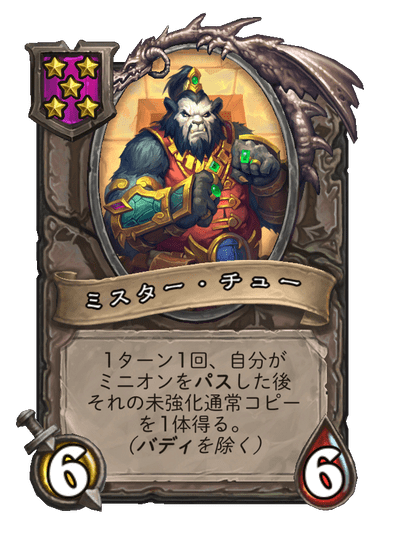 ミスター・チュー
1ターン1回、自分が
ミニオンをパスした後
それの未強化通常コピー
を1体得る。
(バディを除く)
6
6